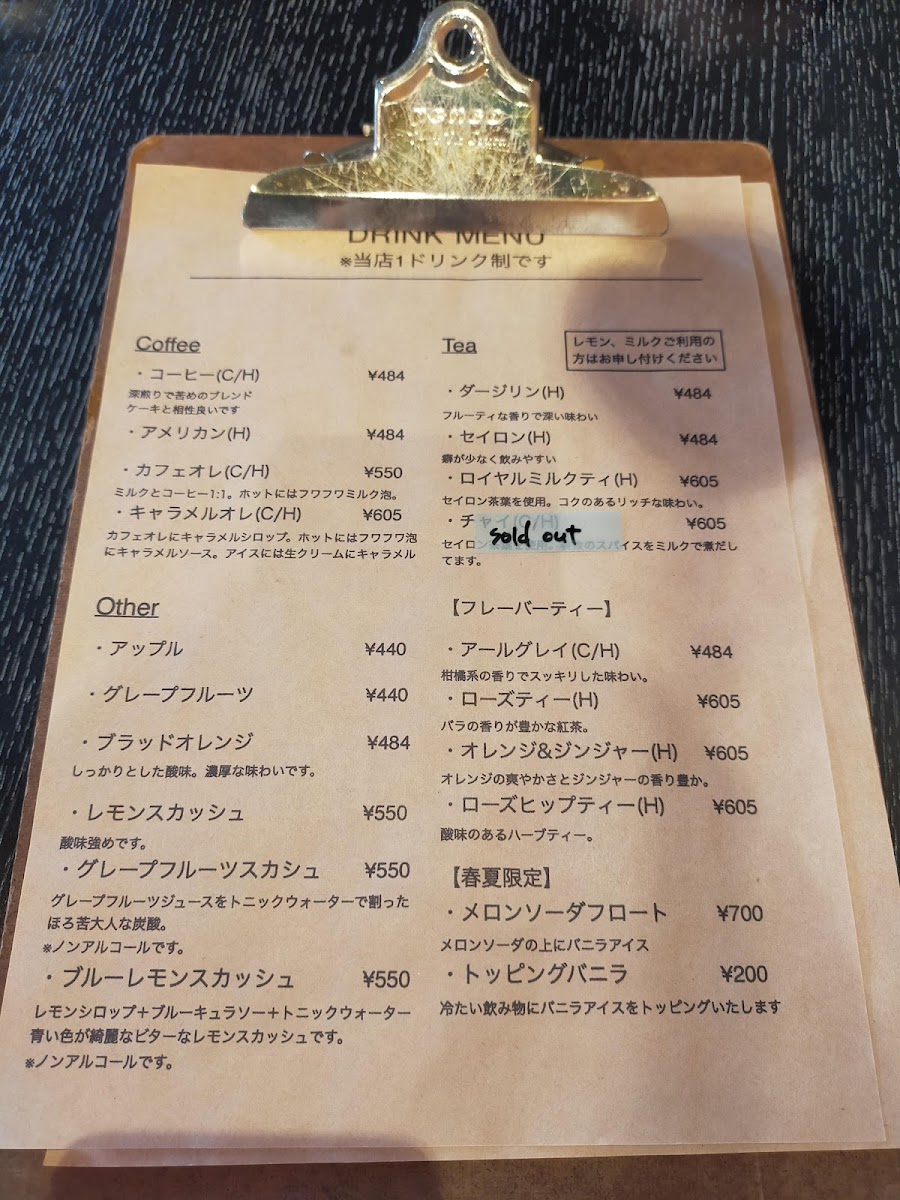 DRINK MENU
※当店1ドリンク制です
Coffee
・コーヒー(C/H) ¥484
深煎りで苦めのブレンド
ケーキと相性良いです
・アメリカン(H) ¥484
・カフェオレ(C/H) ¥550
ミルクとコーヒー1:1。ホットにはフワフワミルク泡。
・キャラメルオレ(C/H) ¥605
カフェオレにキャラメルシロップ。ホットにはフワフワ泡
にキャラメルソース。アイスには生クリームにキャラメル
Other
・アップル ¥440
・グレープフルーツ ¥440
・ブラッドオレンジ ¥484
しっかりとした酸味。濃厚な味わいです。
・レモンスカッシュ ¥550
酸味強めです。
・グレープフルーツスカシュ ¥550
グレープフルーツジュースをトニックウォーターで割った
ほろ苦大人な炭酸。
※ノンアルコールです。
・ブルーレモンスカッシュ ¥550
レモンシロップ＋ブルーキュラソー＋トニックウォーター
青い色が綺麗なビターなレモンスカッシュです。
※ノンアルコールです。
Tea
レモン、ミルクご利用の
方はお申し付けください
・ダージリン(H) ¥484
フルーティな香りで深い味わい
・セイロン(H) ¥484
癖が少なく飲みやすい
・ロイヤルミルクティ(H) ¥605
セイロン茶葉を使用。コクのあるリッチな味わい。
・チャイ(C/H) ¥605
sold out
セイロン茶葉を使用。スパイスをミルクで煮だし
てます。
【フレーバーティー】
・アールグレイ(C/H) ¥484
柑橘系の香りでスッキリした味わい。
・ローズティー(H) ¥605
バラの香りが豊かな紅茶。
・オレンジ&ジンジャー(H) ¥605
オレンジの爽やかさとジンジャーの香り豊か。
・ローズヒップティー(H) ¥605
酸味のあるハーブティー。
【春夏限定】
・メロンソーダフロート ¥700
メロンソーダの上にバニラアイス
・トッピングバニラ ¥200
冷たい飲み物にバニラアイスをトッピングいたします